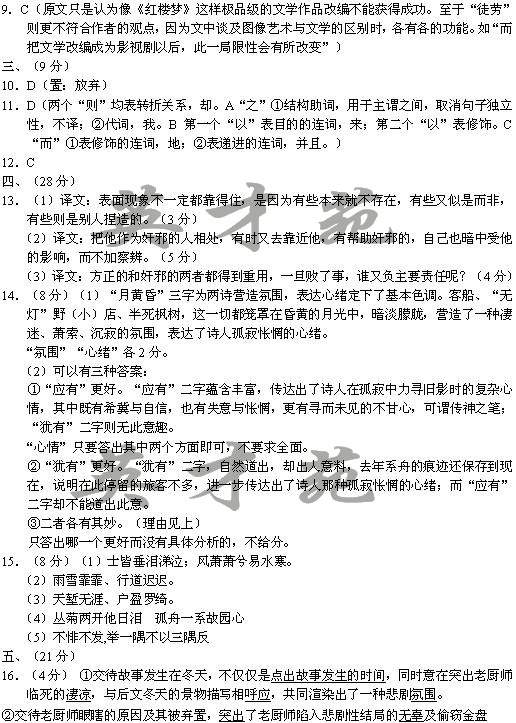 9．C（原文只是认为像《红楼梦》这样极品级的文学作品改编不能获得成功。至于“徒劳”
则更不符合作者的观点，因为文中谈及图像艺术与文学的区别时，各有各的功能。如“而
把文学改编成为影视剧以后，此一局限性会有所改变”）
三、（9 分）
10．D（置：放弃）
11．D（两个“则”均表转折关系，却。A“之”①结构助词，用于主谓之间，取消句子独立
性，不译；②代词，我。B 第一个“以”表目的的连词，来；第二个“以”表修饰。C
“而”①表修饰的连词，地；②表递进的连词，并且。）
12．C
四、（28 分）
13．（1）译文：表面现象不一定都靠得住，是因为有些本来就不存在，有些又似是而非，
有些则是别人捏造的。（3 分）
（2）译文：把他作为奸邪的人相处，有时又去靠近他，有帮助奸邪的，自己也暗中受他
的影响，而不加察辨。（5 分）
（3）译文：方正的和奸邪的两者都得到重用，一旦败了事，谁又负主要责任呢？（4 分）
14．（8 分）（1）“月黄昏”三字为两诗营造氛围，表达心绪定下了基本色调。客船、“无
灯”野（小）店、半死枫树，这一切都笼罩在昏黄的月光中，暗淡朦胧，营造了一种凄
迷、萧索、沉寂的氛围，表达了诗人孤寂怅惘的心绪。
“氛围”“心绪”各 2 分。
（2）可以有三种答案：
①“应有”更好。“应有”二字蕴含丰富，传达出了诗人在孤寂中力寻旧影时的复杂心
情，其中既有希冀与自信，也有失意与怅惘，更有寻而未见的不甘心，可谓传神之笔；
“犹有”二字则无此意趣。
“心情”只要答出其中两个方面即可，不要求全面。
②“犹有”更好。“犹有”二字，自然道出，却出人意料，去年系舟的痕迹还保存到现
在，说明在此停留的旅客不多，进一步传达出了诗人那种孤寂怅惘的心绪；而“应有”
二字却不能道出此意。
③二者各有其妙。（理由见上）
只答出哪一个更好而没有具体分析的，不给分。
15．（8 分）（1）士皆垂泪涕泣；风萧萧兮易水寒。
（2）雨雪霏霏、行道迟迟。
（3）天堑无涯、户盈罗绮。
（4）丛菊两开他日泪　孤舟一系故园心
（5）不悱不发,举一隅不以三隅反
五、（21 分）
16．（4 分） ①交待故事发生在冬天，不仅仅是点出故事发生的时间，同时意在突出老厨师
临死的凄凉，与后文冬天的景物描写相呼应，共同渲染出了一种悲剧氛围。
②交待老厨师眼瞎的原因及其被弃置，突出了老厨师陷入悲剧性结局的无辜及偷窃金盘
英才苑
英才苑